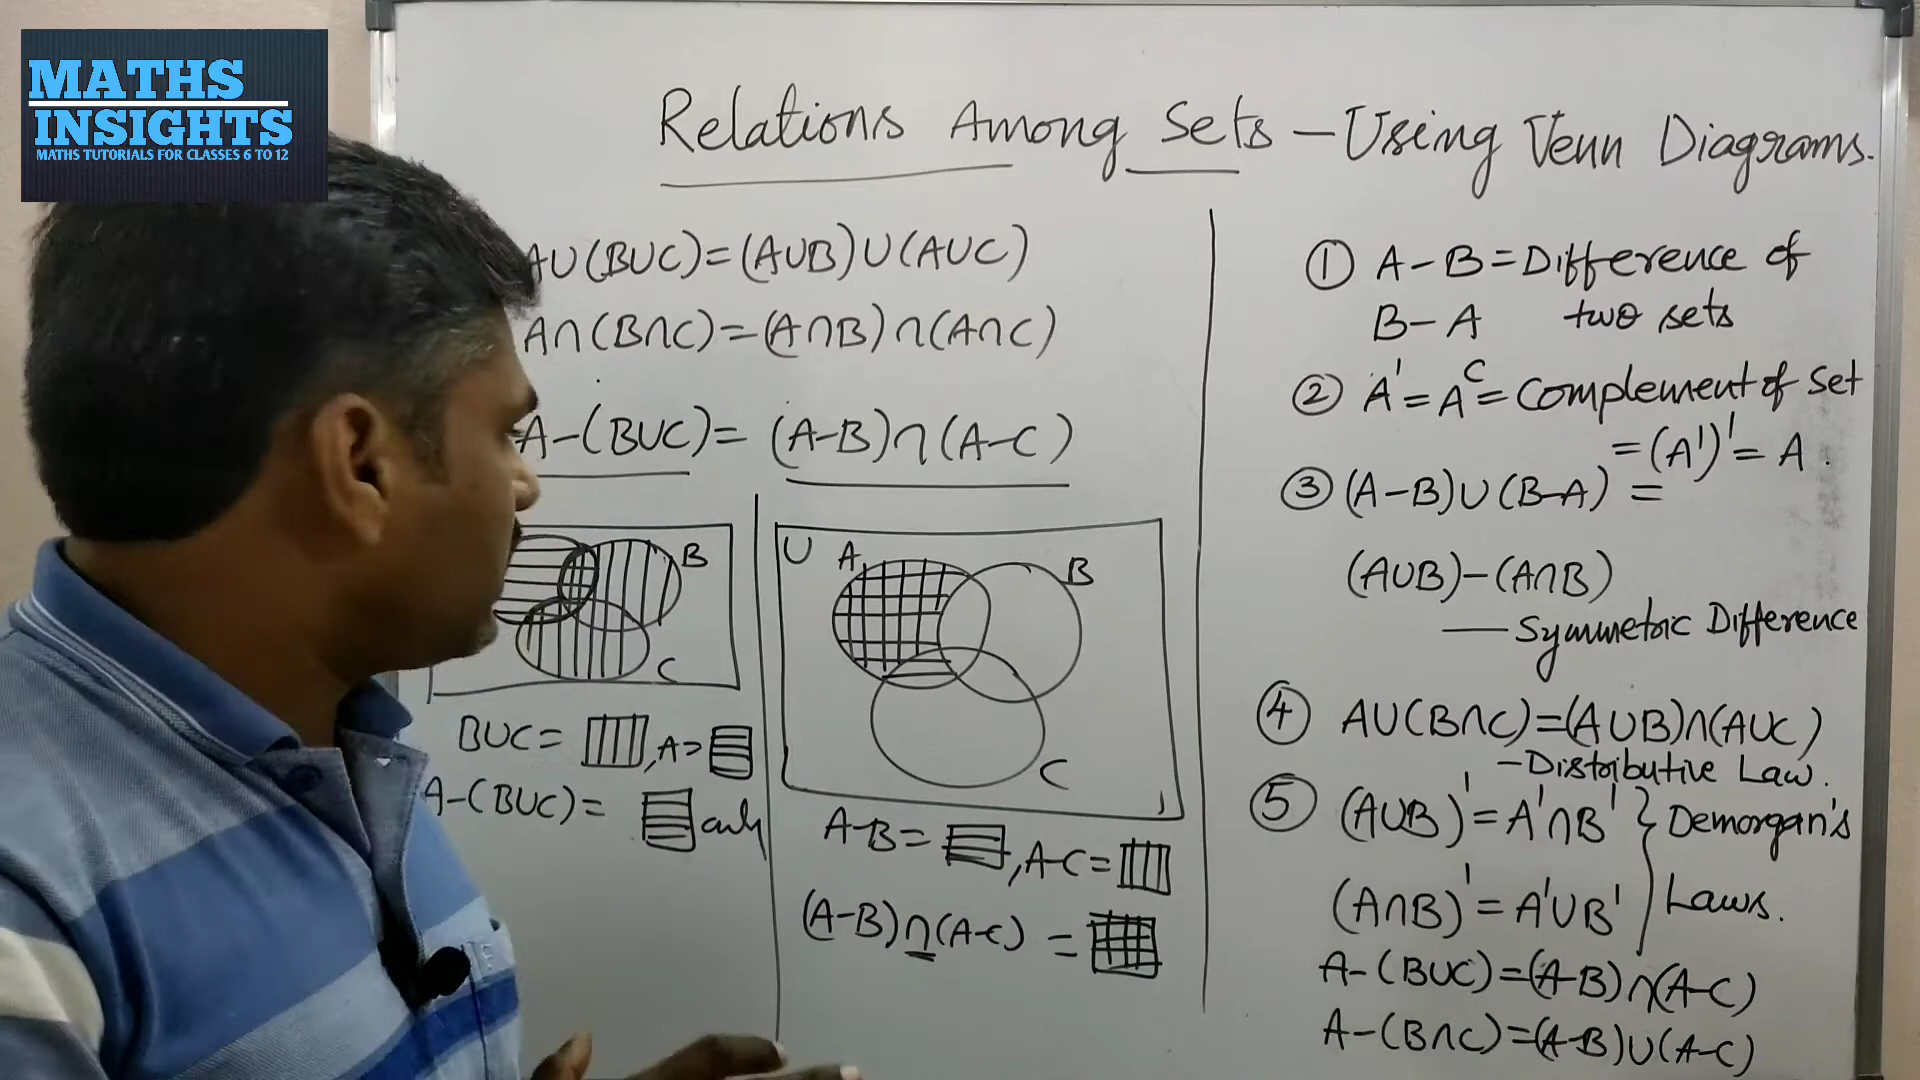 MATHS
INSIGHTS
MATHS TUTORIALS FOR CLASSES 6 TO 12
Relations Among Sets - Using Venn Diagrams.
AU(BUC)=(AUB)U(AUC)
A∩(B∩C)=(A∩B)∩(A∩C)
A-(BUC)= (A-B)∩(A-C)
B
C
BUC= , A=
A-(BUC)= only
U A B
C
A-B= , A-C=
(A-B)∩(A-C) =
① A-B=Difference of
B-A two sets
② A'=Aᶜ=Complement of Set
=(A')'=A.
③ (A-B)U(B-A) =
(AUB)-(A∩B)
— Symmetric Difference
④ AU(B∩C)=(AUB)∩(AUC)
-Distributive Law.
⑤ (AUB)'=A'∩B' } Demorgan's
(A∩B)'=A'UB' Laws.
A-(BUC)=(A-B)∩(A-C)
A-(B∩C)=(A-B)U(A-C)